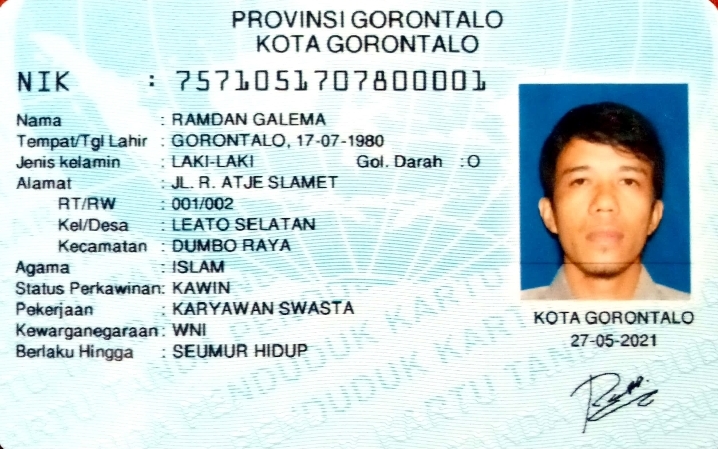 PROVINSI GORONTALO
KOTA GORONTALO
NIK : 7571051707800001
Nama : RAMDAN GALEMA
Tempat/Tgl Lahir : GORONTALO, 17-07-1980
Jenis kelamin : LAKI-LAKI Gol. Darah :O
Alamat : JL. R. ATJE SLAMET
RT/RW : 001/002
Kel/Desa : LEATO SELATAN
Kecamatan : DUMBO RAYA
Agama : ISLAM
Status Perkawinan: KAWIN
Pekerjaan : KARYAWAN SWASTA
Kewarganegaraan: WNI
Berlaku Hingga : SEUMUR HIDUP
KOTA GORONTALO
27-05-2021